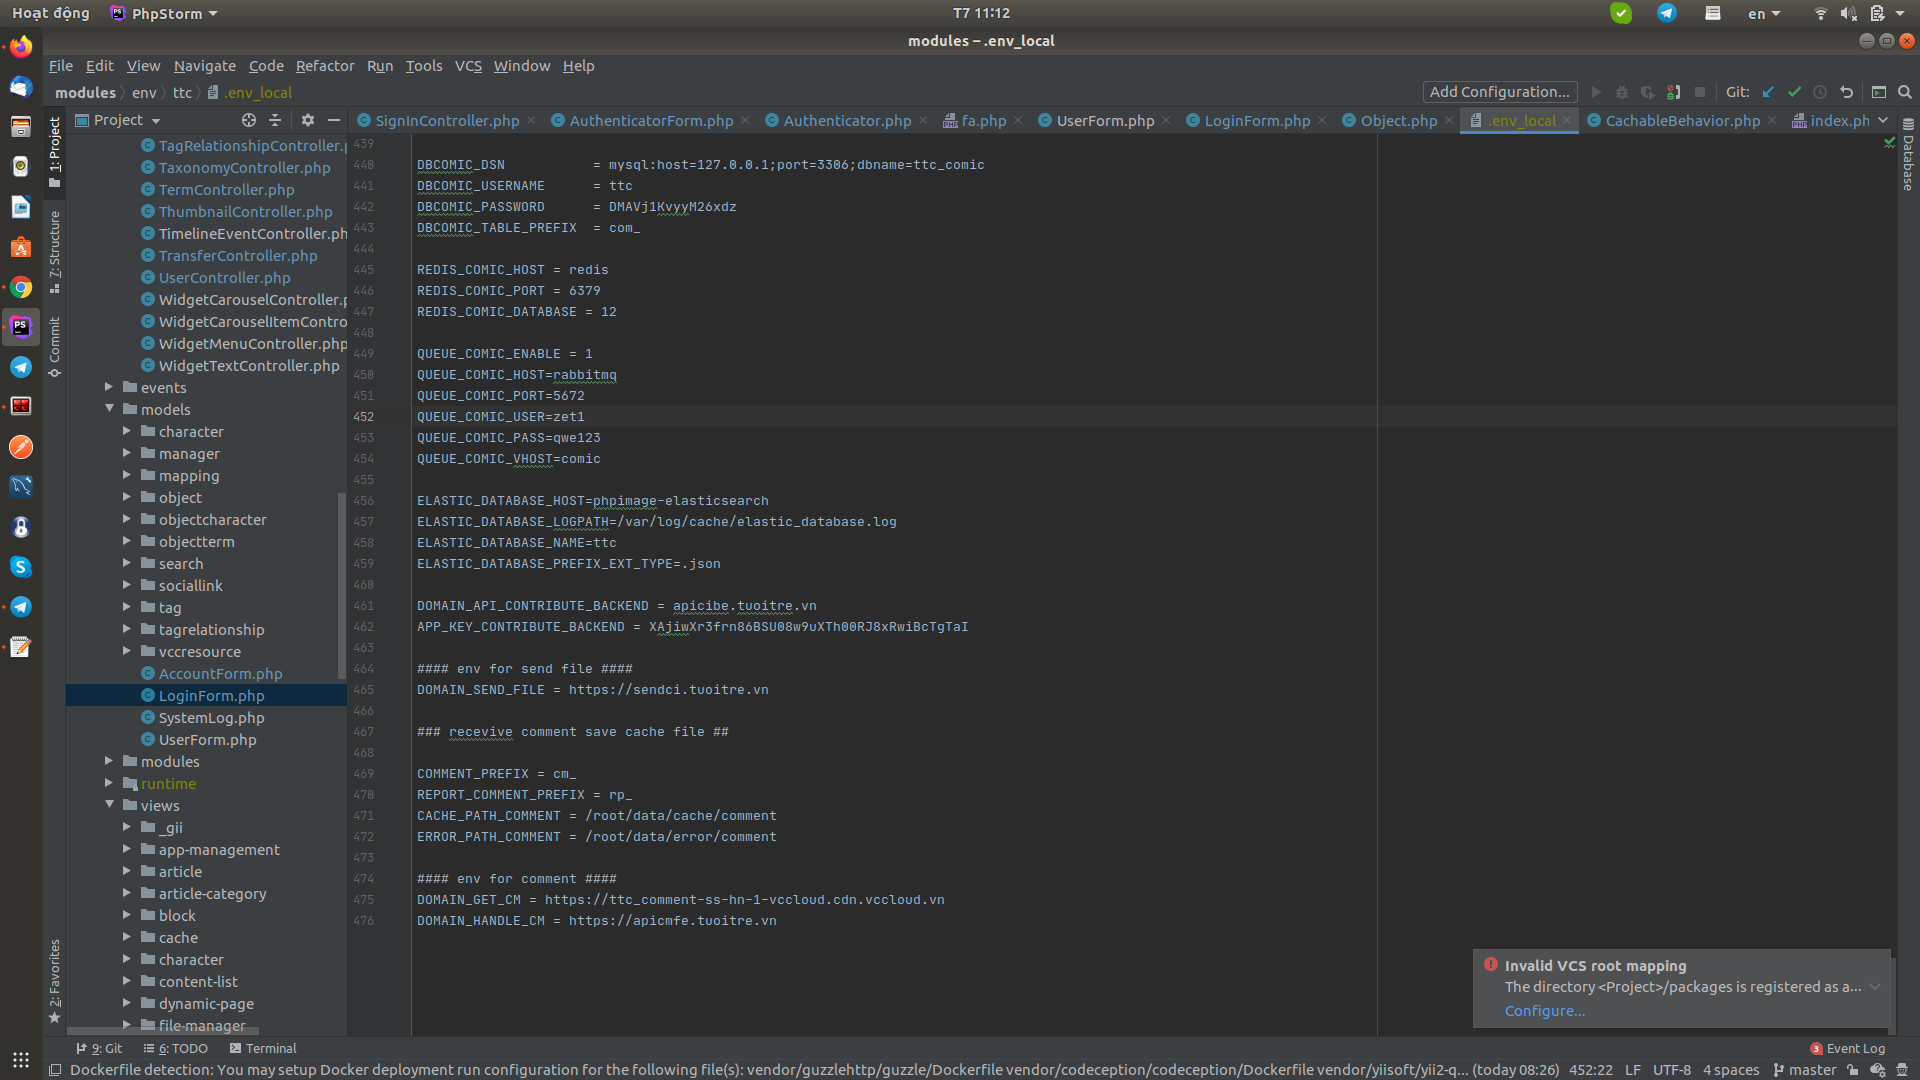 Hoạt động
PhpStorm
T7 11:12
en
modules – .env_local
File Edit View Navigate Code Refactor Run Tools VCS Window Help
modules env ttc .env_local
Add Configuration...
Git:
Project
SignInController.php
AuthenticatorForm.php
Authenticator.php
fa.php
UserForm.php
LoginForm.php
Object.php
.env_local
CachableBehavior.php
index.ph
1: Project
7: Structure
Commit
2: Favorites
Database
TagRelationshipController.
TaxonomyController.php
TermController.php
ThumbnailController.php
TimelineEventController.ph
TransferController.php
UserController.php
WidgetCarouselController.p
WidgetCarouselItemContro
WidgetMenuController.php
WidgetTextController.php
events
models
character
manager
mapping
object
objectcharacter
objectterm
search
sociallink
tag
tagrelationship
vccresource
AccountForm.php
LoginForm.php
SystemLog.php
UserForm.php
modules
runtime
views
_gii
app-management
article
article-category
block
cache
character
content-list
dynamic-page
file-manager
439
440 DBCOMIC_DSN = mysql:host=127.0.0.1;port=3306;dbname=ttc_comic
441 DBCOMIC_USERNAME = ttc
442 DBCOMIC_PASSWORD = DMAVj1KvyyM26xdz
443 DBCOMIC_TABLE_PREFIX = com_
444
445 REDIS_COMIC_HOST = redis
446 REDIS_COMIC_PORT = 6379
447 REDIS_COMIC_DATABASE = 12
448
449 QUEUE_COMIC_ENABLE = 1
450 QUEUE_COMIC_HOST=rabbitmq
451 QUEUE_COMIC_PORT=5672
452 QUEUE_COMIC_USER=zet1
453 QUEUE_COMIC_PASS=qwe123
454 QUEUE_COMIC_VHOST=comic
455
456 ELASTIC_DATABASE_HOST=phpimage-elasticsearch
457 ELASTIC_DATABASE_LOGPATH=/var/log/cache/elastic_database.log
458 ELASTIC_DATABASE_NAME=ttc
459 ELASTIC_DATABASE_PREFIX_EXT_TYPE=.json
460
461 DOMAIN_API_CONTRIBUTE_BACKEND = apicibe.tuoitre.vn
462 APP_KEY_CONTRIBUTE_BACKEND = XAjiwXr3frn86BSU08w9uXTh00RJ8xRwiBcTgTaI
463
464 #### env for send file ####
465 DOMAIN_SEND_FILE = https://sendci.tuoitre.vn
466
467 ### recevive comment save cache file ##
468
469 COMMENT_PREFIX = cm_
470 REPORT_COMMENT_PREFIX = rp_
471 CACHE_PATH_COMMENT = /root/data/cache/comment
472 ERROR_PATH_COMMENT = /root/data/error/comment
473
474 #### env for comment ####
475 DOMAIN_GET_CM = https://ttc_comment-ss-hn-1-vccloud.cdn.vccloud.vn
476 DOMAIN_HANDLE_CM = https://apicmfe.tuoitre.vn
Invalid VCS root mapping
The directory <Project>/packages is registered as a...
Configure...
9: Git
6: TODO
Terminal
3 Event Log
Dockerfile detection: You may setup Docker deployment run configuration for the following file(s): vendor/guzzlehttp/guzzle/Dockerfile vendor/codeception/codeception/Dockerfile vendor/yiisoft/yii2-q... (today 08:26) 452:22 LF UTF-8 4 spaces master